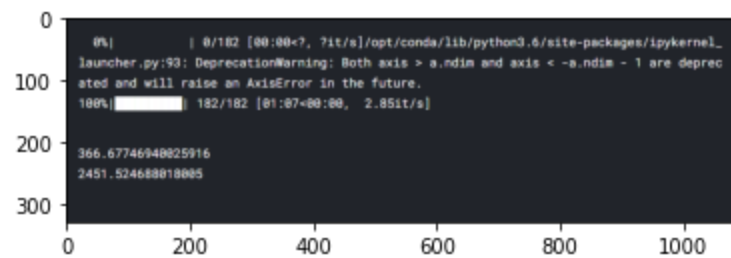 0
0%| | 0/182 [00:00<?, ?it/s]/opt/conda/lib/python3.6/site-packages/ipykernel_
launcher.py:93: DeprecationWarning: Both axis > a.ndim and axis < -a.ndim - 1 are deprec
100
ated and will raise an AxisError in the future.
100%|██████████| 182/182 [01:07<00:00, 2.85it/s]
200
366.67746940025916
2451.524688018005
300
0 200 400 600 800 1000